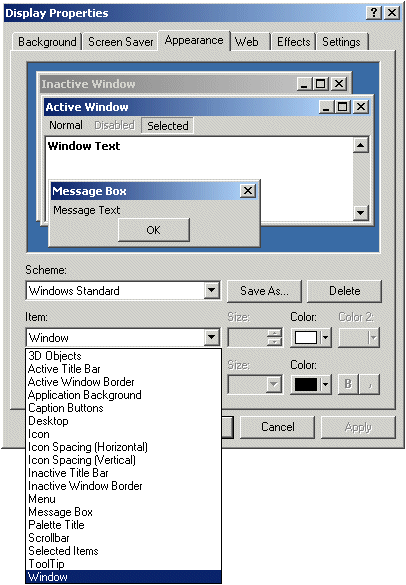 Display Properties
Background Screen Saver Appearance Web Effects Settings
Inactive Window
Active Window
Normal Disabled Selected
Window Text
Message Box
Message Text
OK
Scheme:
Windows Standard Save As... Delete
Item: Size: Color: Color 2:
Window
Size: Color:
B ,
3D Objects
Active Title Bar
Active Window Border
Application Background
Caption Buttons
Desktop
Icon
Icon Spacing (Horizontal)
Icon Spacing (Vertical)
Inactive Title Bar
Inactive Window Border
Menu
Message Box
Palette Title
Scrollbar
Selected Items
ToolTip
Window
Cancel Apply